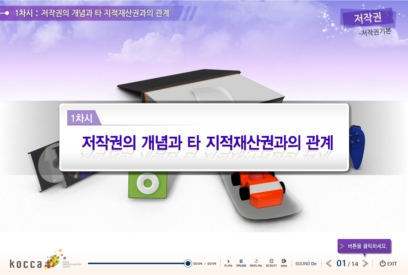 1차시 : 저작권의 개념과 타 지적재산권과의 관계
저작권
-저작권기본
1차시
저작권의 개념과 타 지적재산권과의 관계
버튼을 클릭하세요.
kocca
SOUND On
01 / 14
EXIT